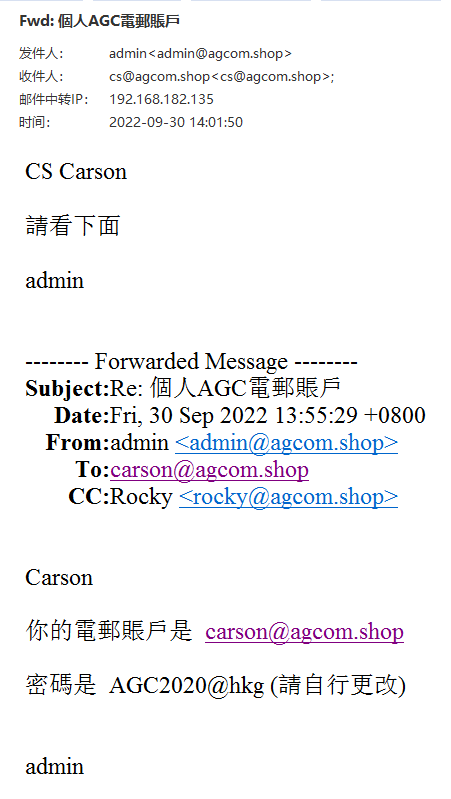 Fwd: 個人AGC電郵賬戶
发件人： admin<admin@agcom.shop>
收件人： cs@agcom.shop<cs@agcom.shop>;
邮件中转IP： 192.168.182.135
时间： 2022-09-30 14:01:50
CS Carson
請看下面
admin
-------- Forwarded Message --------
Subject:Re: 個人AGC電郵賬戶
Date:Fri, 30 Sep 2022 13:55:29 +0800
From:admin <admin@agcom.shop>
To:carson@agcom.shop
CC:Rocky <rocky@agcom.shop>
Carson
你的電郵賬戶是 carson@agcom.shop
密碼是 AGC2020@hkg (請自行更改)
admin